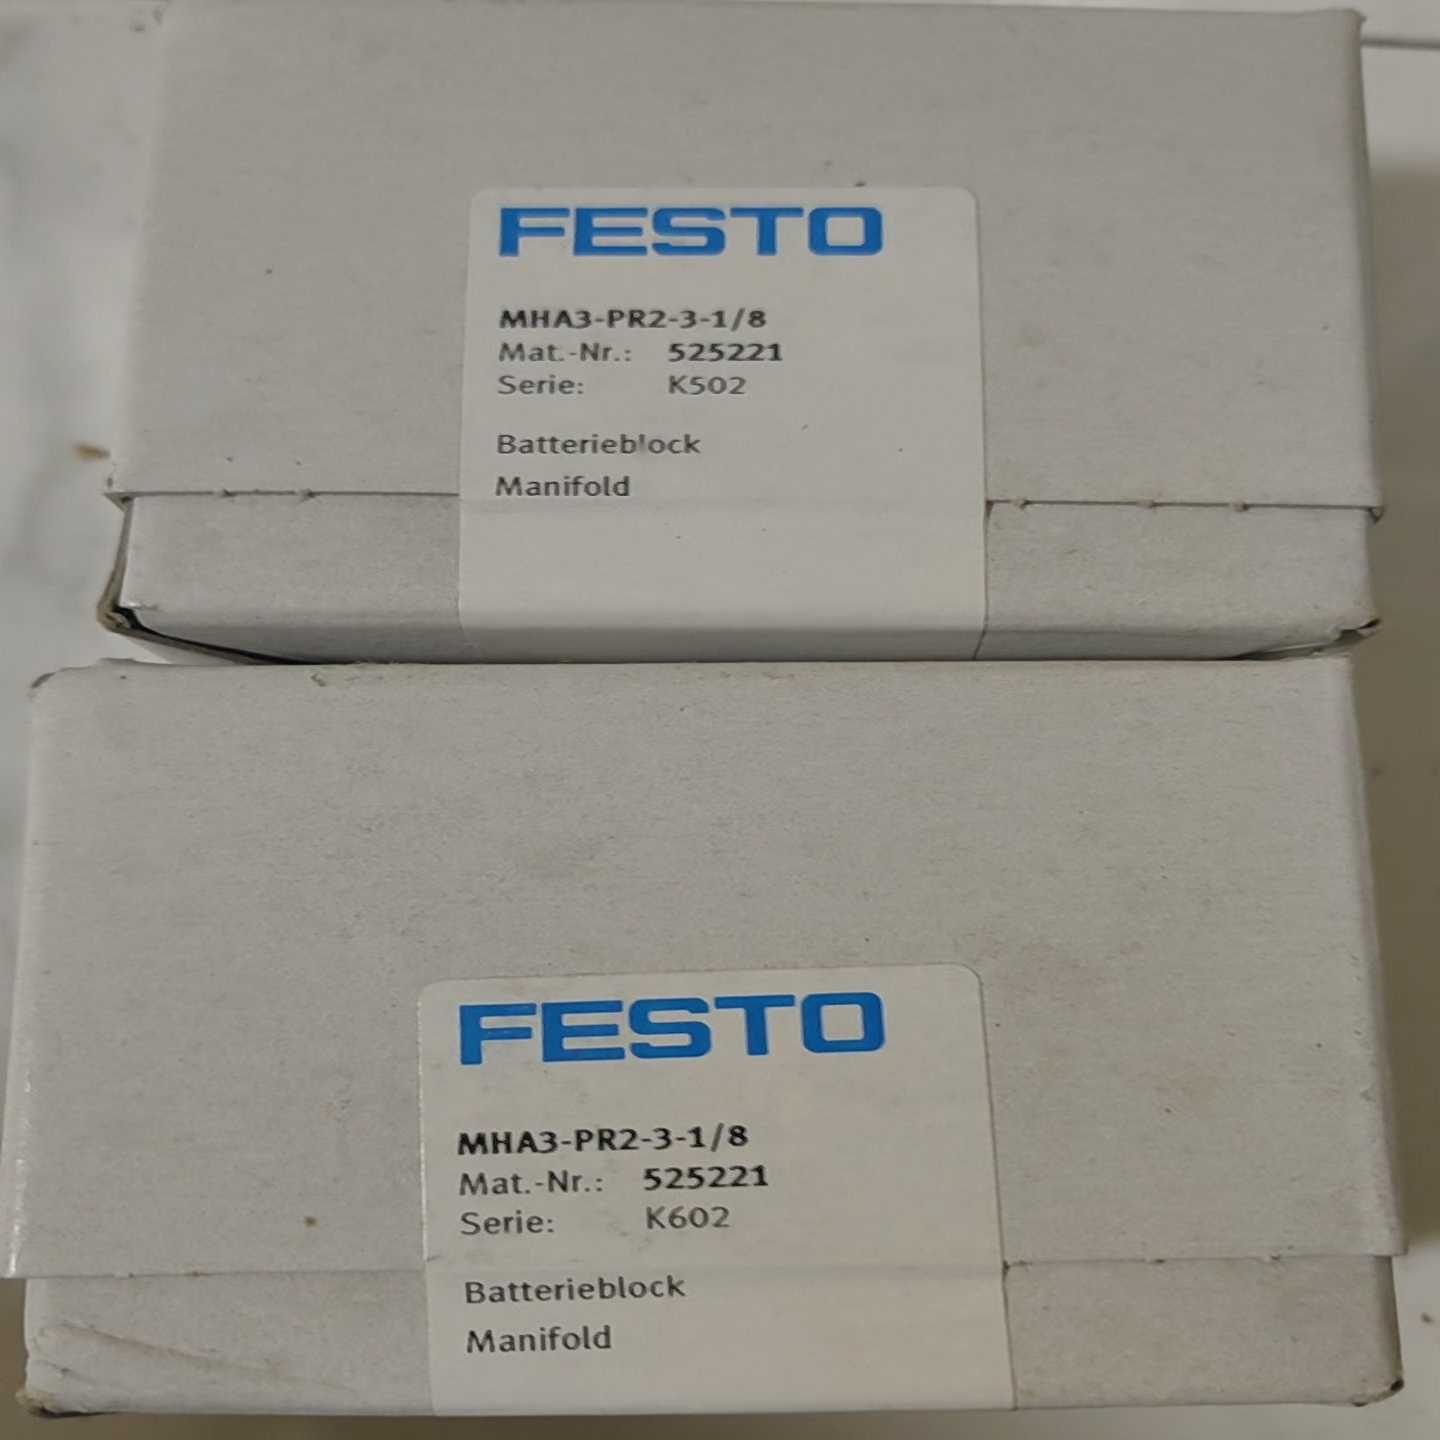 FESTO
MHA3-PR2-3-1/8
Mat.-Nr.: 525221
Serie: K502
Batterieblock
Manifold
FESTO
MHA3-PR2-3-1/8
Mat.-Nr.: 525221
Serie: K602
Batterieblock
Manifold